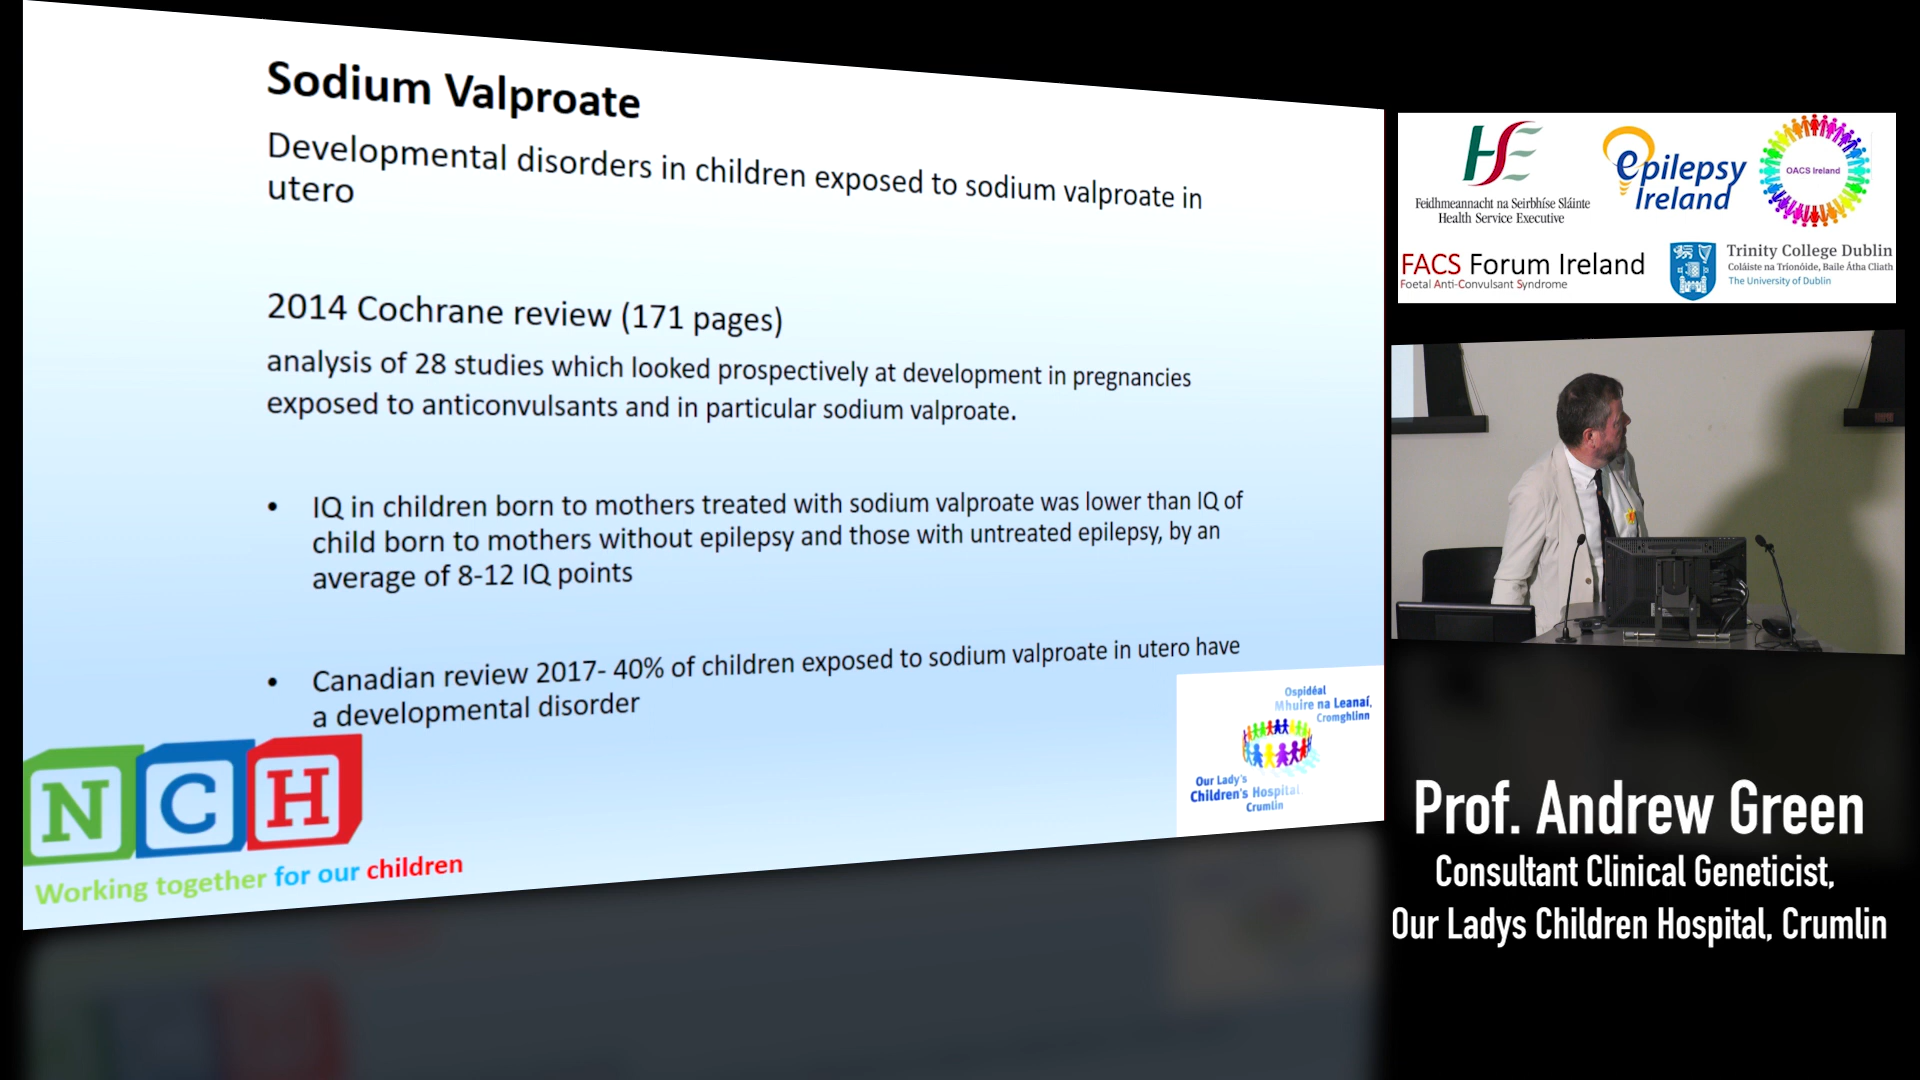 Sodium Valproate
Developmental disorders in children exposed to sodium valproate in
utero
2014 Cochrane review (171 pages)
analysis of 28 studies which looked prospectively at development in pregnancies
exposed to anticonvulsants and in particular sodium valproate.
• IQ in children born to mothers treated with sodium valproate was lower than IQ of
child born to mothers without epilepsy and those with untreated epilepsy, by an
average of 8-12 IQ points
• Canadian review 2017- 40% of children exposed to sodium valproate in utero have
a developmental disorder
NCH
Working together for our children
Ospidéal
Mhuire na Leanaí,
Cromghlinn
Our Lady's
Children's Hospital
Crumlin
HSE
Feidhmeannacht na Seirbhíse Sláinte
Health Service Executive
epilepsy
Ireland
OACS Ireland
FACS Forum Ireland
Foetal Anti-Convulsant Syndrome
Trinity College Dublin
Coláiste na Tríonóide, Baile Átha Cliath
The University of Dublin
Prof. Andrew Green
Consultant Clinical Geneticist,
Our Ladys Children Hospital, Crumlin